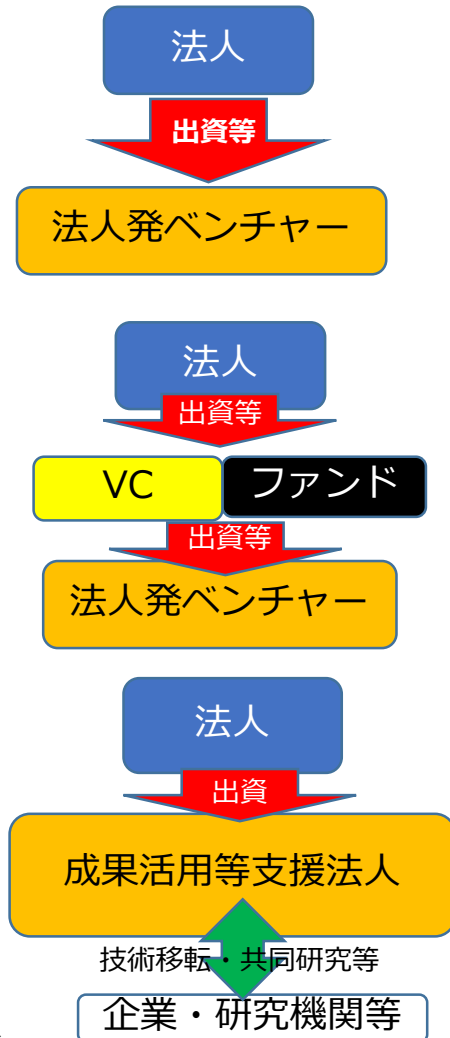 法人
出資等
法人発ベンチャー
法人
出資等
VC
ファンド
出資等
法人発ベンチャー
法人
出資
成果活用等支援法人
技術移転・共同研究等
企業・研究機関等